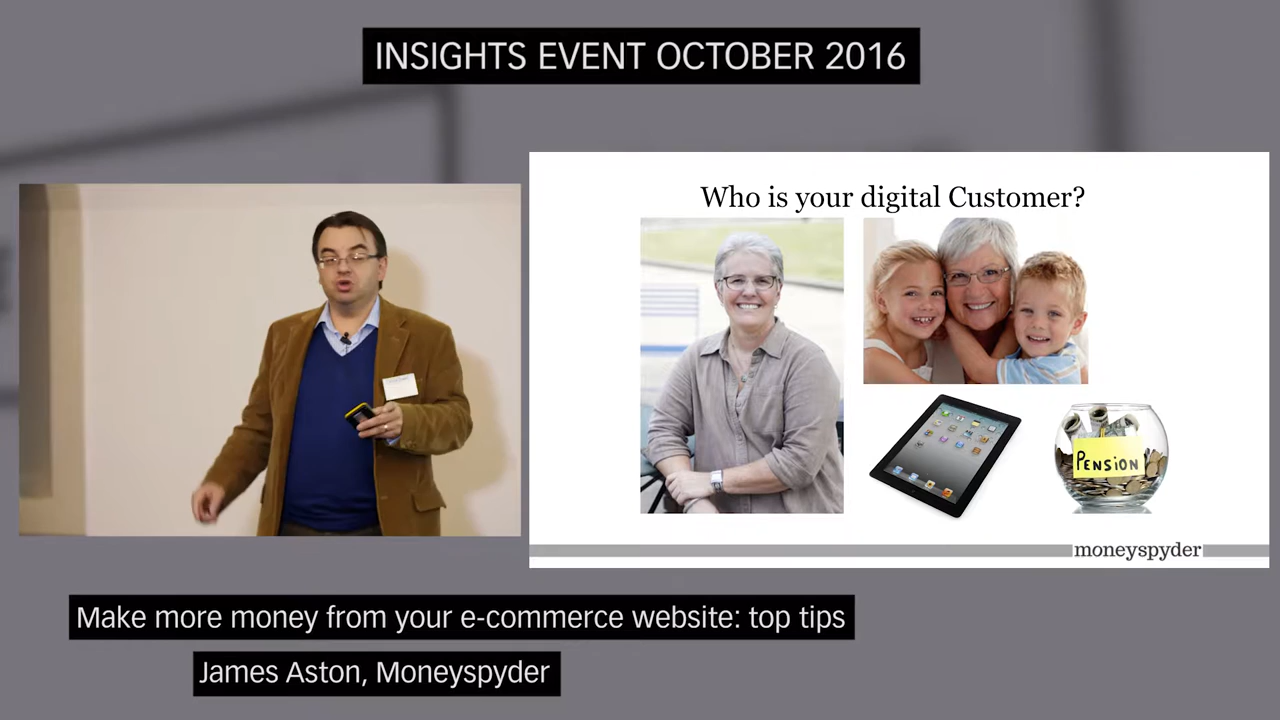 INSIGHTS EVENT OCTOBER 2016
Who is your digital Customer?
PENSION
moneyspyder
Make more money from your e-commerce website: top tips
James Aston, Moneyspyder